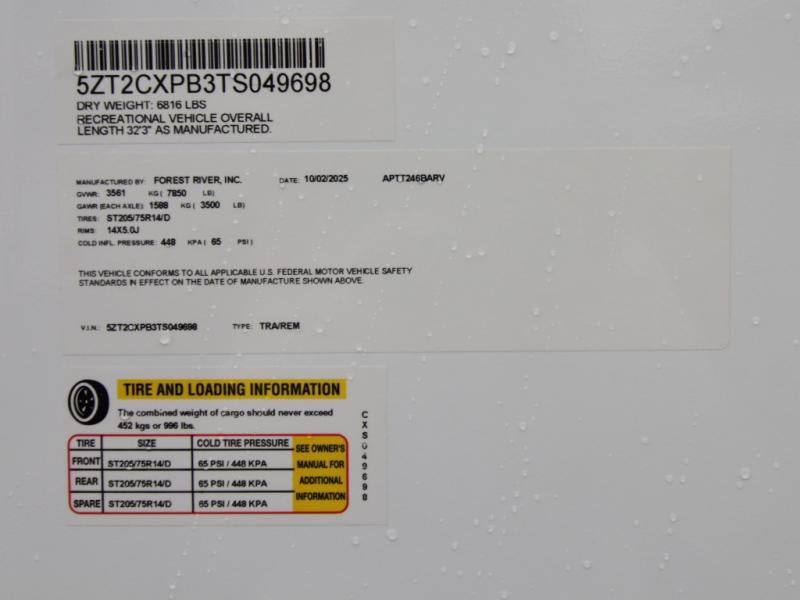 5ZT2CXPB3TS049698
DRY WEIGHT: 6816 LBS
RECREATIONAL VEHICLE OVERALL
LENGTH 32'3" AS MANUFACTURED.
MANUFACTURED BY: FOREST RIVER, INC. DATE: 10/02/2025 APTT246BARV
GVWR: 3561 KG ( 7850 LB)
GAWR (EACH AXLE): 1588 KG ( 3500 LB)
TIRES: ST205/75R14/D
RIMS: 14X5.0J
COLD INFL. PRESSURE: 448 KPA ( 65 PSI )
THIS VEHICLE CONFORMS TO ALL APPLICABLE U.S. FEDERAL MOTOR VEHICLE SAFETY
STANDARDS IN EFFECT ON THE DATE OF MANUFACTURE SHOWN ABOVE.
V.I.N.: 5ZT2CXPB3TS049698 TYPE: TRA/REM
TIRE AND LOADING INFORMATION
The combined weight of cargo should never exceed
452 kgs or 996 lbs.
TIRE SIZE COLD TIRE PRESSURE SEE OWNER'S MANUAL FOR ADDITIONAL INFORMATION
FRONT ST205/75R14/D 65 PSI / 448 KPA
REAR ST205/75R14/D 65 PSI / 448 KPA
SPARE ST205/75R14/D 65 PSI / 448 KPA
CXS049698